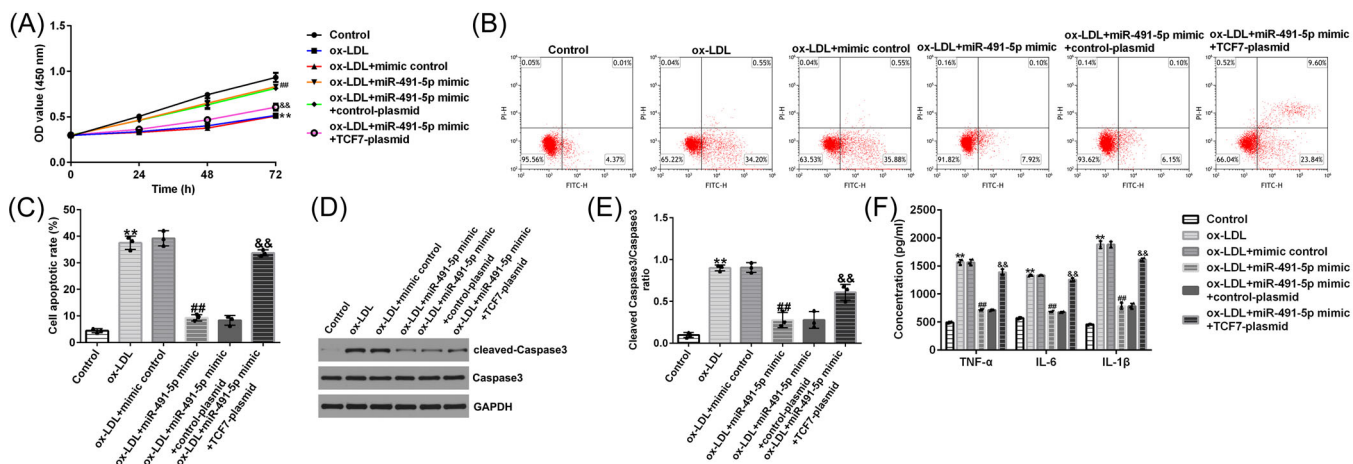 (A)
OD value (450 nm)
1.5
1.0
0.5
0.0
0
24
48
72
Time (h)
##
&&
**
Control
ox-LDL
ox-LDL+mimic control
ox-LDL+miR-491-5p mimic
ox-LDL+miR-491-5p mimic
+control-plasmid
ox-LDL+miR-491-5p mimic
+TCF7-plasmid
(B)
Control
0.05%
0.01%
95.56%
4.37%
PI-H
FITC-H
ox-LDL
0.04%
0.55%
65.22%
34.20%
PI-H
FITC-H
ox-LDL+mimic control
0.04%
0.55%
63.53%
35.88%
PI-H
FITC-H
ox-LDL+miR-491-5p mimic
0.16%
0.10%
91.82%
7.92%
PI-H
FITC-H
ox-LDL+miR-491-5p mimic
+control-plasmid
0.14%
0.10%
93.62%
6.15%
PI-H
FITC-H
ox-LDL+miR-491-5p mimic
+TCF7-plasmid
0.52%
9.60%
66.04%
23.84%
PI-H
FITC-H
(C)
Cell apoptotic rate (%)
50
40
30
20
10
0
**
##
&&
Control
ox-LDL
ox-LDL+mimic control
ox-LDL+miR-491-5p mimic
ox-LDL+miR-491-5p mimic
+control-plasmid
ox-LDL+miR-491-5p mimic
+TCF7-plasmid
(D)
Control
ox-LDL
ox-LDL+mimic control
ox-LDL+miR-491-5p mimic
ox-LDL+miR-491-5p mimic
+control-plasmid
ox-LDL+miR-491-5p mimic
+TCF7-plasmid
cleaved-Caspase3
Caspase3
GAPDH
(E)
Cleaved Caspase3/Caspase3
ratio
1.5
1.0
0.5
0.0
**
##
&&
Control
ox-LDL
ox-LDL+mimic control
ox-LDL+miR-491-5p mimic
ox-LDL+miR-491-5p mimic
+control-plasmid
ox-LDL+miR-491-5p mimic
+TCF7-plasmid
(F)
Concentration (pg/ml)
2500
2000
1500
1000
500
0
**
##
&&
**
##
&&
**
##
&&
TNF-α
IL-6
IL-1β
Control
ox-LDL
ox-LDL+mimic control
ox-LDL+miR-491-5p mimic
ox-LDL+miR-491-5p mimic
+control-plasmid
ox-LDL+miR-491-5p mimic
+TCF7-plasmid